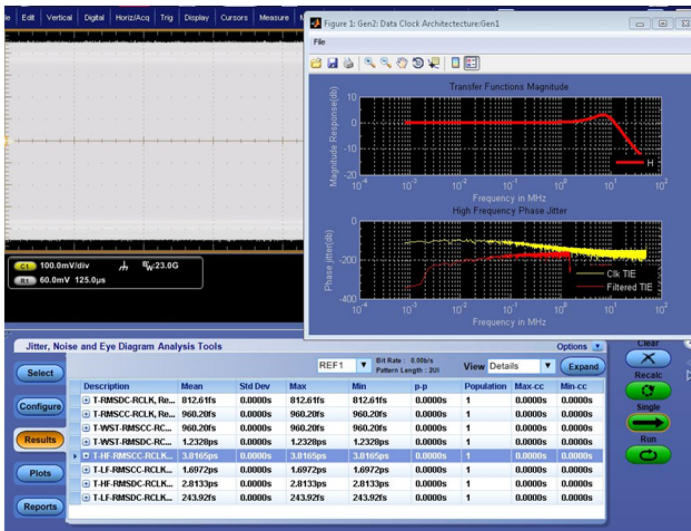 Edit Vertical Digital Horiz/Acq Trig Display Cursors Measure
Figure 1: Gen2: Data Clock Architectecture:Gen1
File
Transfer Functions Magnitude
Magnitude Response(db)
10
0
-10
-20
H
10-4 10-2 100 102
Frequency in MHz
High Frequency Phase Jitter
Phase jitter(db)
0
-200
-400
Clk TIE
Filtered TIE
10-4 10-2 100 102
Frequency in MHz
C1 100.0mV/div BW:23.0G
R1 60.0mV 125.0µs
Jitter, Noise and Eye Diagram Analysis Tools Options
Clear
Recalc
Single
Run
Select
Configure
Results
Plots
Reports
REF1 Bit Rate : 0.00b/s
Pattern Length : 2UI
View Details Expand
Description Mean Std Dev Max Min p-p Population Max-cc Min-cc
T-RMSDC-RCLK, Re... 812.61fs 0.0000s 812.61fs 812.61fs 0.0000s 1 0.0000s 0.0000s
T-RMSCC-RCLK, Re... 960.20fs 0.0000s 960.20fs 960.20fs 0.0000s 1 0.0000s 0.0000s
T-WST-RMSCC-RC... 960.20fs 0.0000s 960.20fs 960.20fs 0.0000s 1 0.0000s 0.0000s
T-WST-RMSDC-RC... 1.2328ps 0.0000s 1.2328ps 1.2328ps 0.0000s 1 0.0000s 0.0000s
T-HF-RMSCC-RCLK... 3.8165ps 0.0000s 3.8165ps 3.8165ps 0.0000s 1 0.0000s 0.0000s
T-LF-RMSCC-RCLK... 1.6972ps 0.0000s 1.6972ps 1.6972ps 0.0000s 1 0.0000s 0.0000s
T-HF-RMSDC-RCLK... 2.8133ps 0.0000s 2.8133ps 2.8133ps 0.0000s 1 0.0000s 0.0000s
T-LF-RMSDC-RCLK... 243.92fs 0.0000s 243.92fs 243.92fs 0.0000s 1 0.0000s 0.0000s